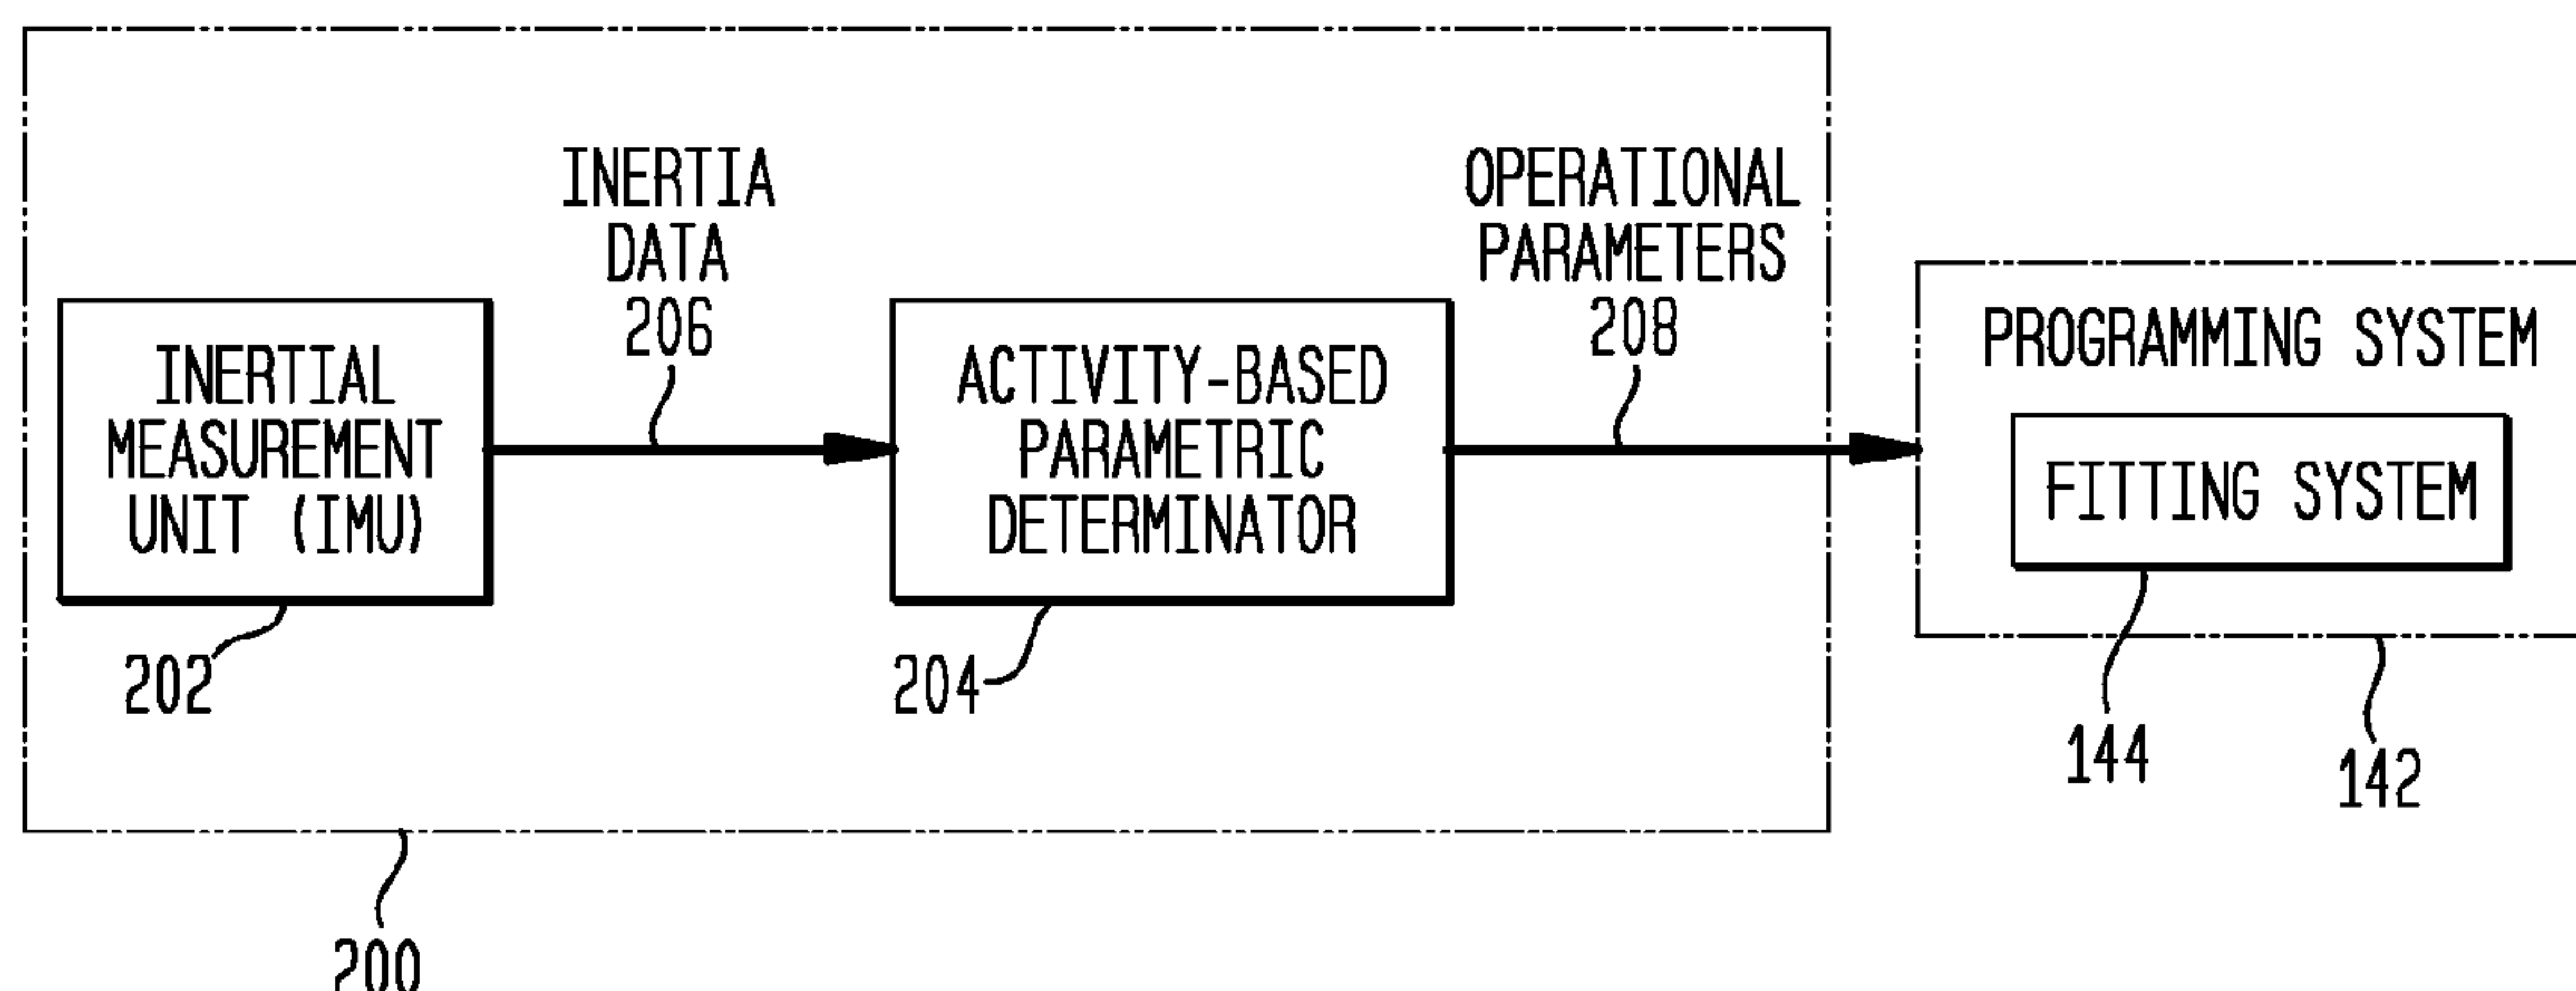 INERTIA
DATA
206
OPERATIONAL
PARAMETERS
208
INERTIAL
MEASUREMENT
UNIT (IMU)
ACTIVITY-BASED
PARAMETRIC
DETERMINATOR
PROGRAMMING SYSTEM
FITTING SYSTEM
202
204
144
142
200